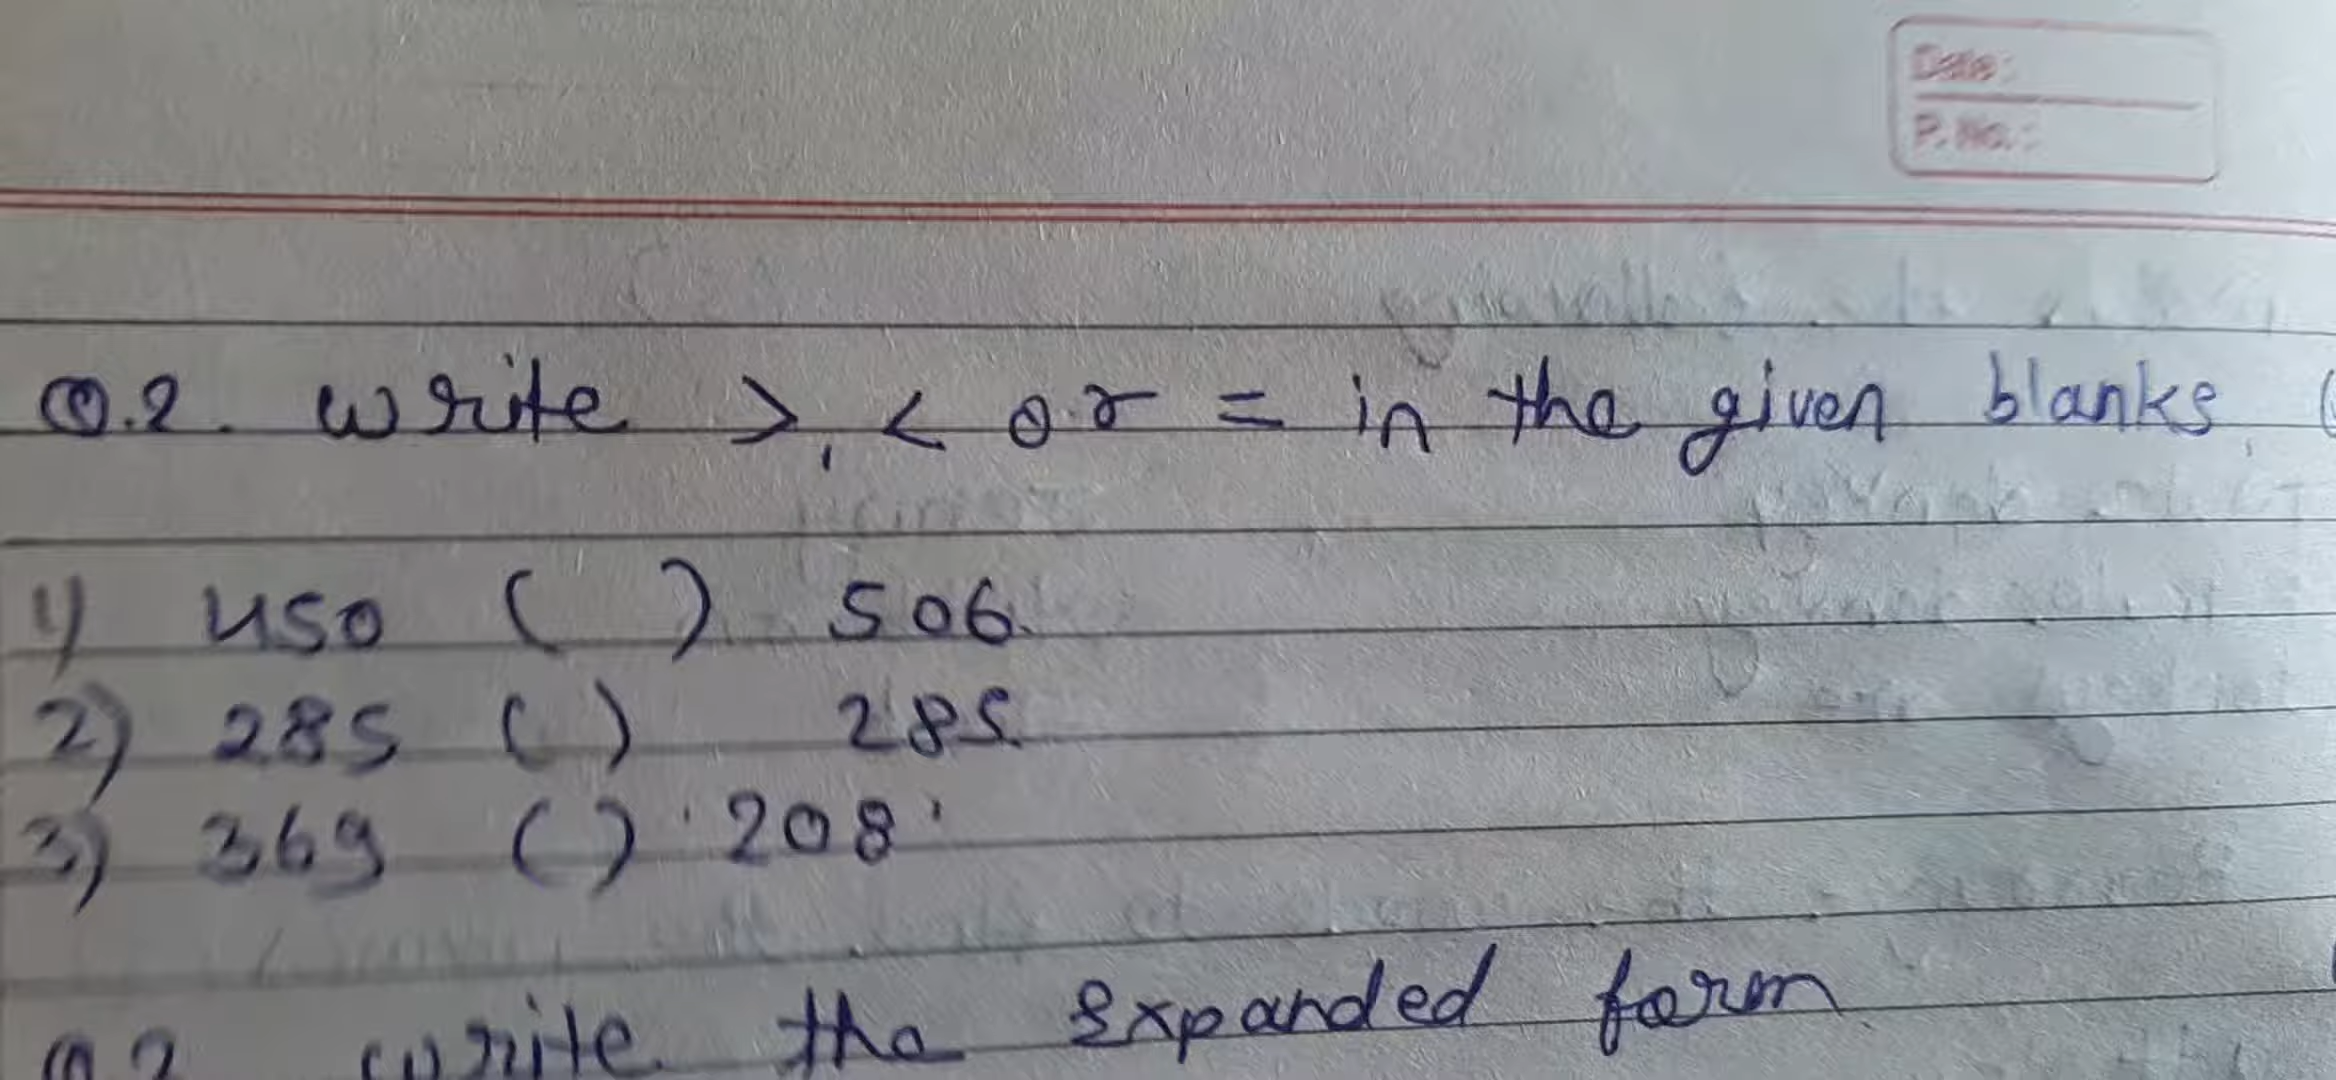 Date:
P. No. :
Q.2. write >, < or = in the given blanks.
1) 450 ( ) 506
2) 285 ( ) 285
3) 369 ( ) 208
write the Expanded form